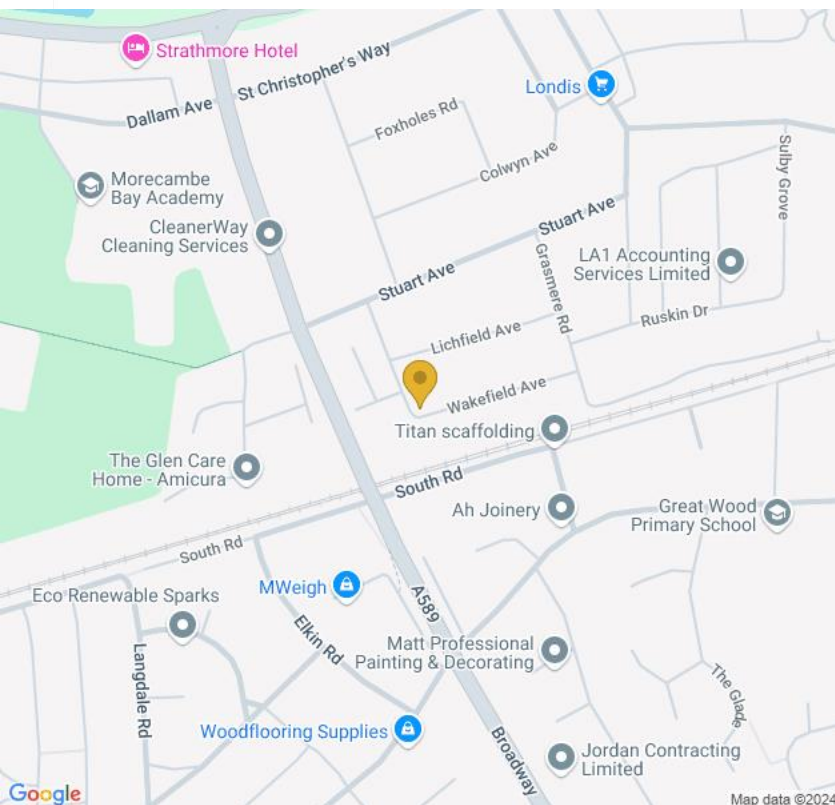 Strathmore Hotel
St Christopher's Way
Dallam Ave
Londis
Foxholes Rd
Colwyn Ave
Sulby Grove
Morecambe
Bay Academy
CleanerWay
Cleaning Services
Stuart Ave
Stuart Ave
Grasmere Rd
LA1 Accounting
Services Limited
Ruskin Dr
Lichfield Ave
Wakefield Ave
Titan scaffolding
The Glen Care
Home - Amicura
South Rd
Ah Joinery
Great Wood
Primary School
South Rd
MWeigh
A589
Eco Renewable Sparks
Elkin Rd
Langdale Rd
Matt Professional
Painting & Decorating
The Glade
Woodflooring Supplies
Broadway
Jordan Contracting
Limited
Google
Map data ©2024